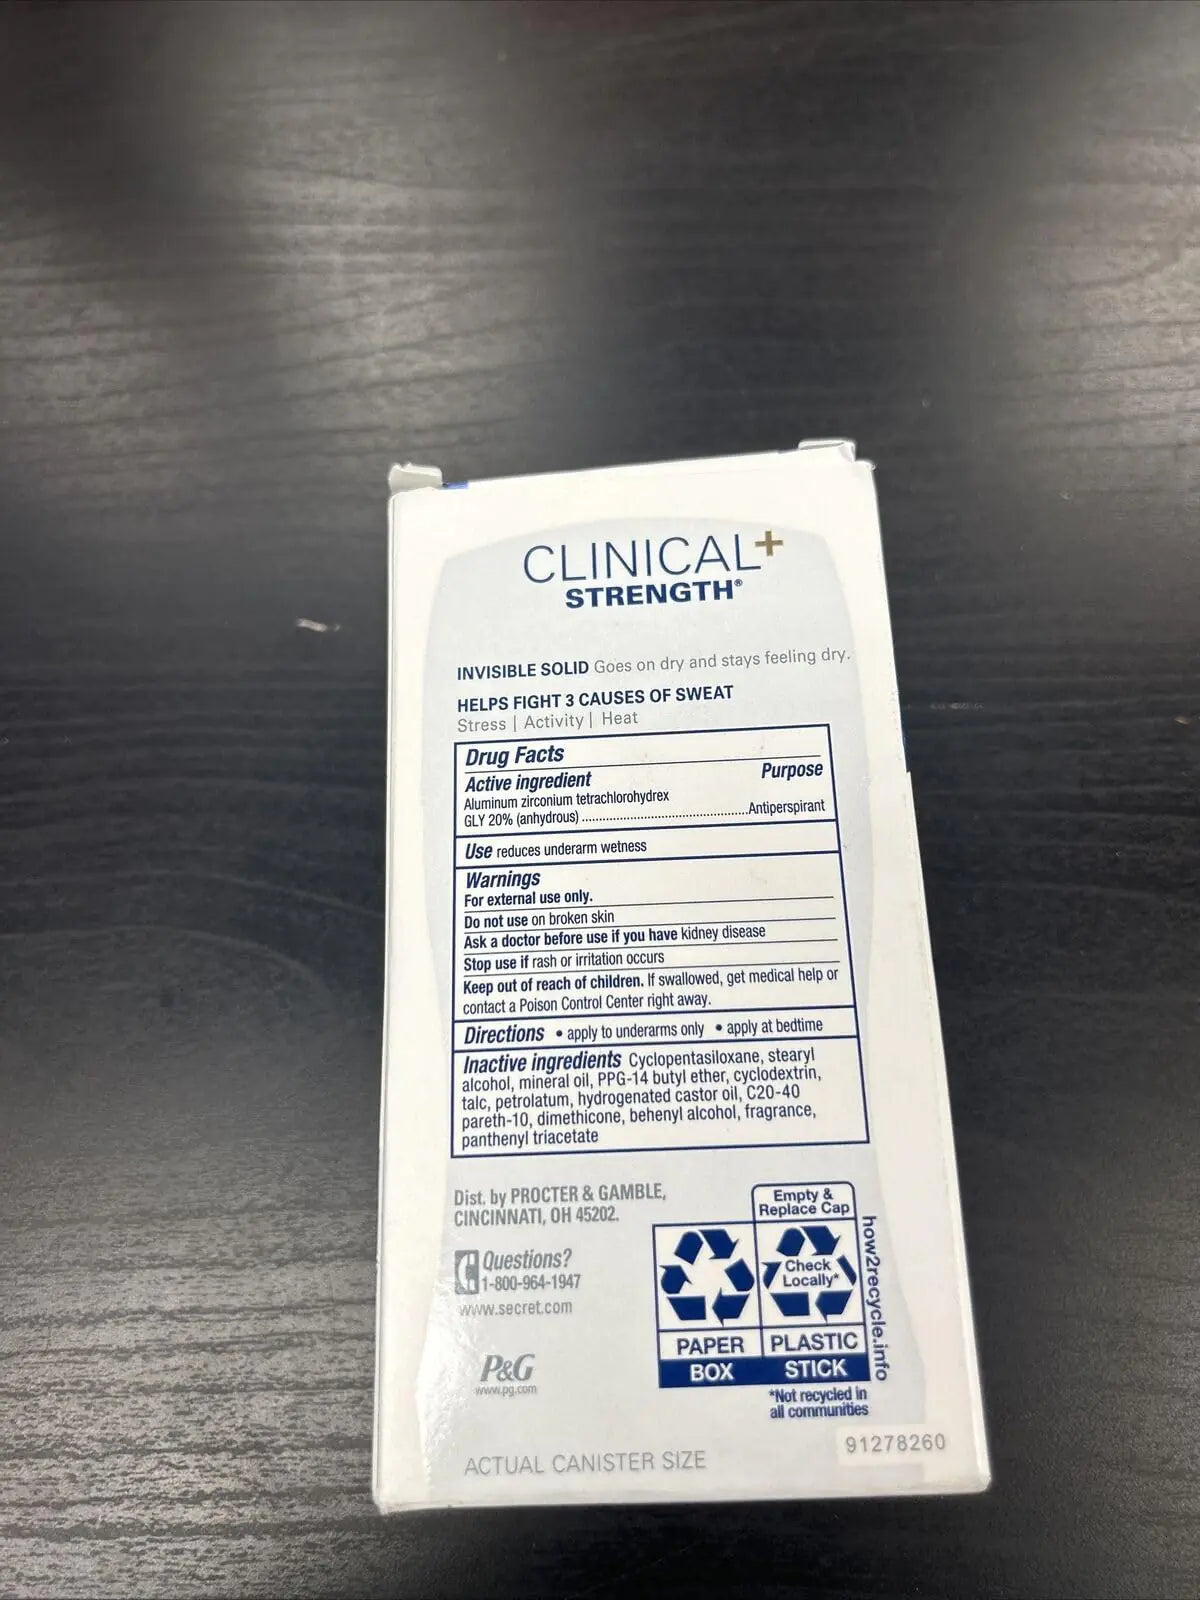 CLINICAL+
STRENGTH®
INVISIBLE SOLID Goes on dry and stays feeling dry.
HELPS FIGHT 3 CAUSES OF SWEAT
Stress | Activity | Heat
Drug Facts
Active ingredient Purpose
Aluminum zirconium tetrachlorohydrex
GLY 20% (anhydrous) ..........................................Antiperspirant
Use reduces underarm wetness
Warnings
For external use only.
Do not use on broken skin
Ask a doctor before use if you have kidney disease
Stop use if rash or irritation occurs
Keep out of reach of children. If swallowed, get medical help or
contact a Poison Control Center right away.
Directions • apply to underarms only • apply at bedtime
Inactive ingredients Cyclopentasiloxane, stearyl
alcohol, mineral oil, PPG-14 butyl ether, cyclodextrin,
talc, petrolatum, hydrogenated castor oil, C20-40
pareth-10, dimethicone, behenyl alcohol, fragrance,
panthenyl triacetate
Dist. by PROCTER & GAMBLE,
CINCINNATI, OH 45202.
Questions?
1-800-964-1947
www.secret.com
P&G
www.pg.com
Empty &
Replace Cap
Check
Locally*
PAPER
BOX
PLASTIC
STICK
how2recycle.info
*Not recycled in
all communities
91278260
ACTUAL CANISTER SIZE